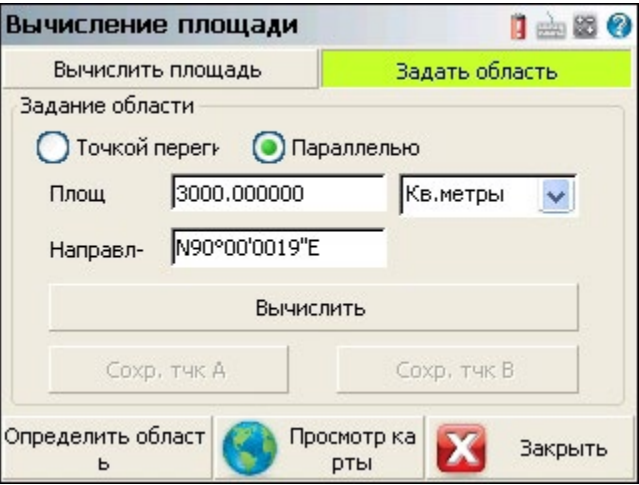 Вычисление площади
Вычислить площадь
Задать область
Задание области
Точкой переги
Параллелью
Площ
3000.000000
Кв.метры
Направл-
N90°00'0019"E
Вычислить
Сохр. тчк А
Сохр. тчк В
Определить област
ь
Просмотр ка
рты
Закрыть